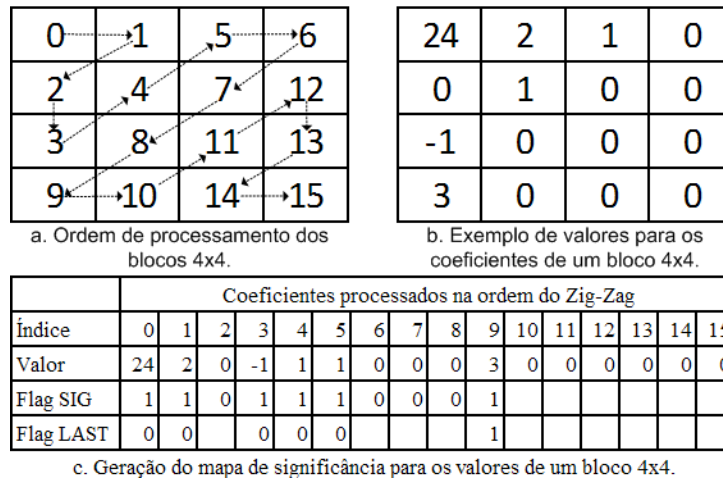 0 1 5 6
2 4 7 12
3 8 11 13
9 10 14 15
a. Ordem de processamento dos
blocos 4x4.
24 2 1 0
0 1 0 0
-1 0 0 0
3 0 0 0
b. Exemplo de valores para os
coeficientes de um bloco 4x4.
Coeficientes processados na ordem do Zig-Zag
Índice 0 1 2 3 4 5 6 7 8 9 10 11 12 13 14 15
Valor 24 2 0 -1 1 1 0 0 0 3 0 0 0 0 0 0
Flag SIG 1 1 0 1 1 1 0 0 0 1
Flag LAST 0 0 0 0 0 1
c. Geração do mapa de significância para os valores de um bloco 4x4.